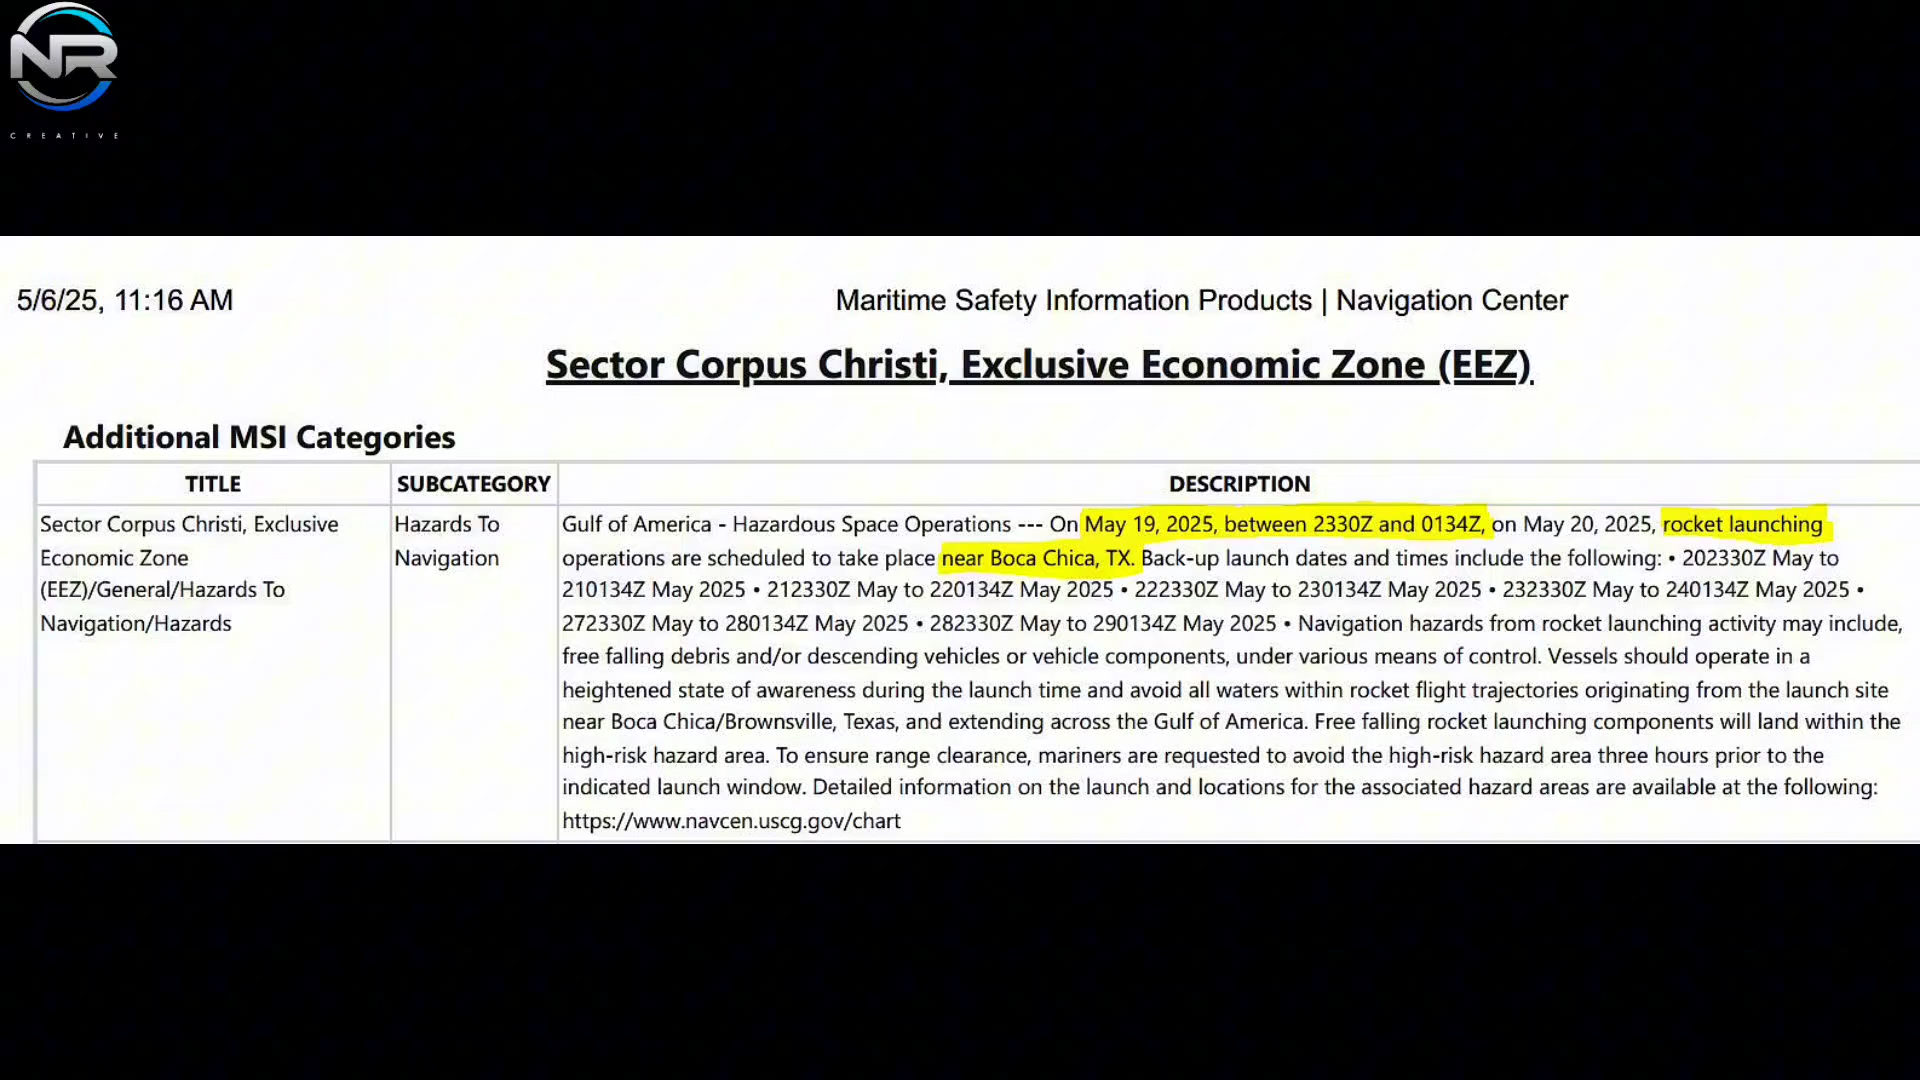 NR
CREATIVE
5/6/25, 11:16 AM
Maritime Safety Information Products | Navigation Center
Sector Corpus Christi, Exclusive Economic Zone (EEZ)
Additional MSI Categories
TITLE
SUBCATEGORY
DESCRIPTION
Sector Corpus Christi, Exclusive
Economic Zone
(EEZ)/General/Hazards To
Navigation/Hazards
Hazards To
Navigation
Gulf of America - Hazardous Space Operations --- On May 19, 2025, between 2330Z and 0134Z, on May 20, 2025, rocket launching
operations are scheduled to take place near Boca Chica, TX. Back-up launch dates and times include the following: • 202330Z May to
210134Z May 2025 • 212330Z May to 220134Z May 2025 • 222330Z May to 230134Z May 2025 • 232330Z May to 240134Z May 2025 •
272330Z May to 280134Z May 2025 • 282330Z May to 290134Z May 2025 • Navigation hazards from rocket launching activity may include,
free falling debris and/or descending vehicles or vehicle components, under various means of control. Vessels should operate in a
heightened state of awareness during the launch time and avoid all waters within rocket flight trajectories originating from the launch site
near Boca Chica/Brownsville, Texas, and extending across the Gulf of America. Free falling rocket launching components will land within the
high-risk hazard area. To ensure range clearance, mariners are requested to avoid the high-risk hazard area three hours prior to the
indicated launch window. Detailed information on the launch and locations for the associated hazard areas are available at the following:
https://www.navcen.uscg.gov/chart